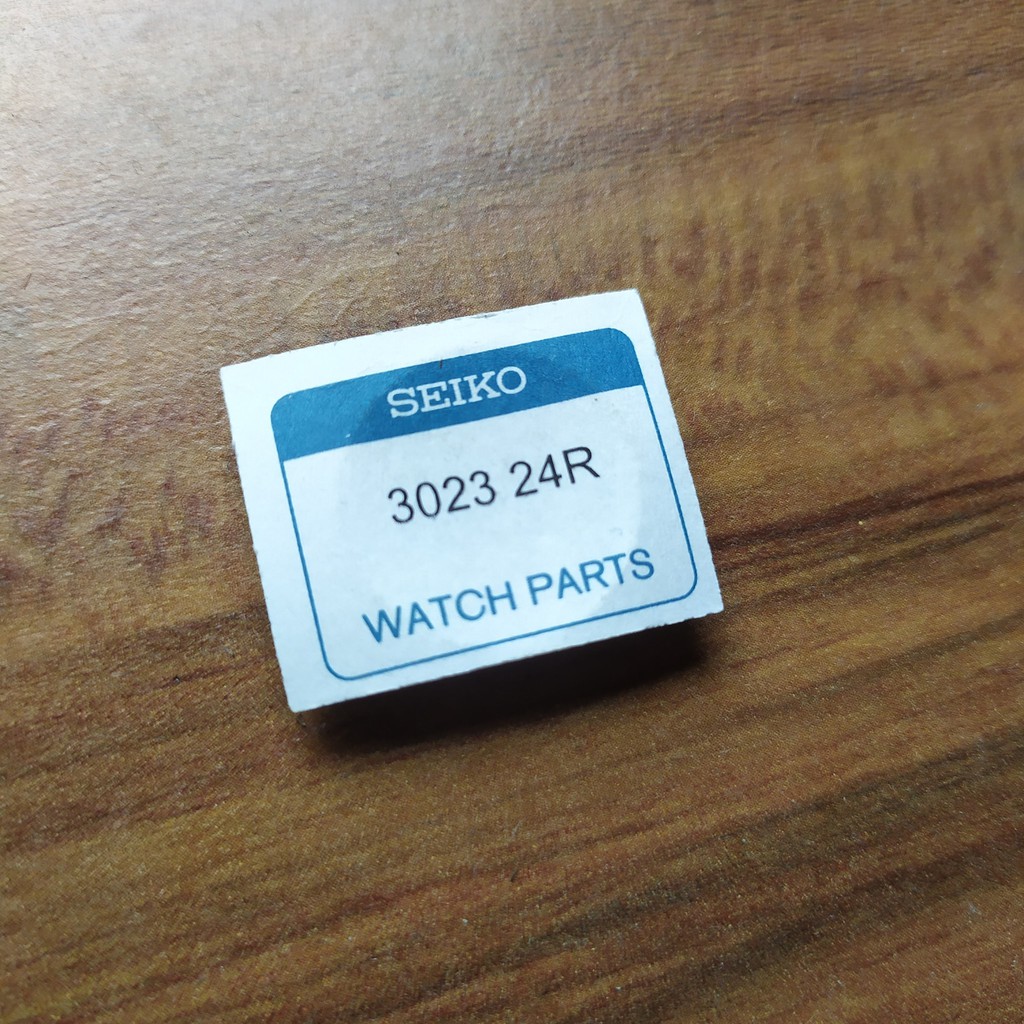 SEIKO
3023 24R
WATCH PARTS